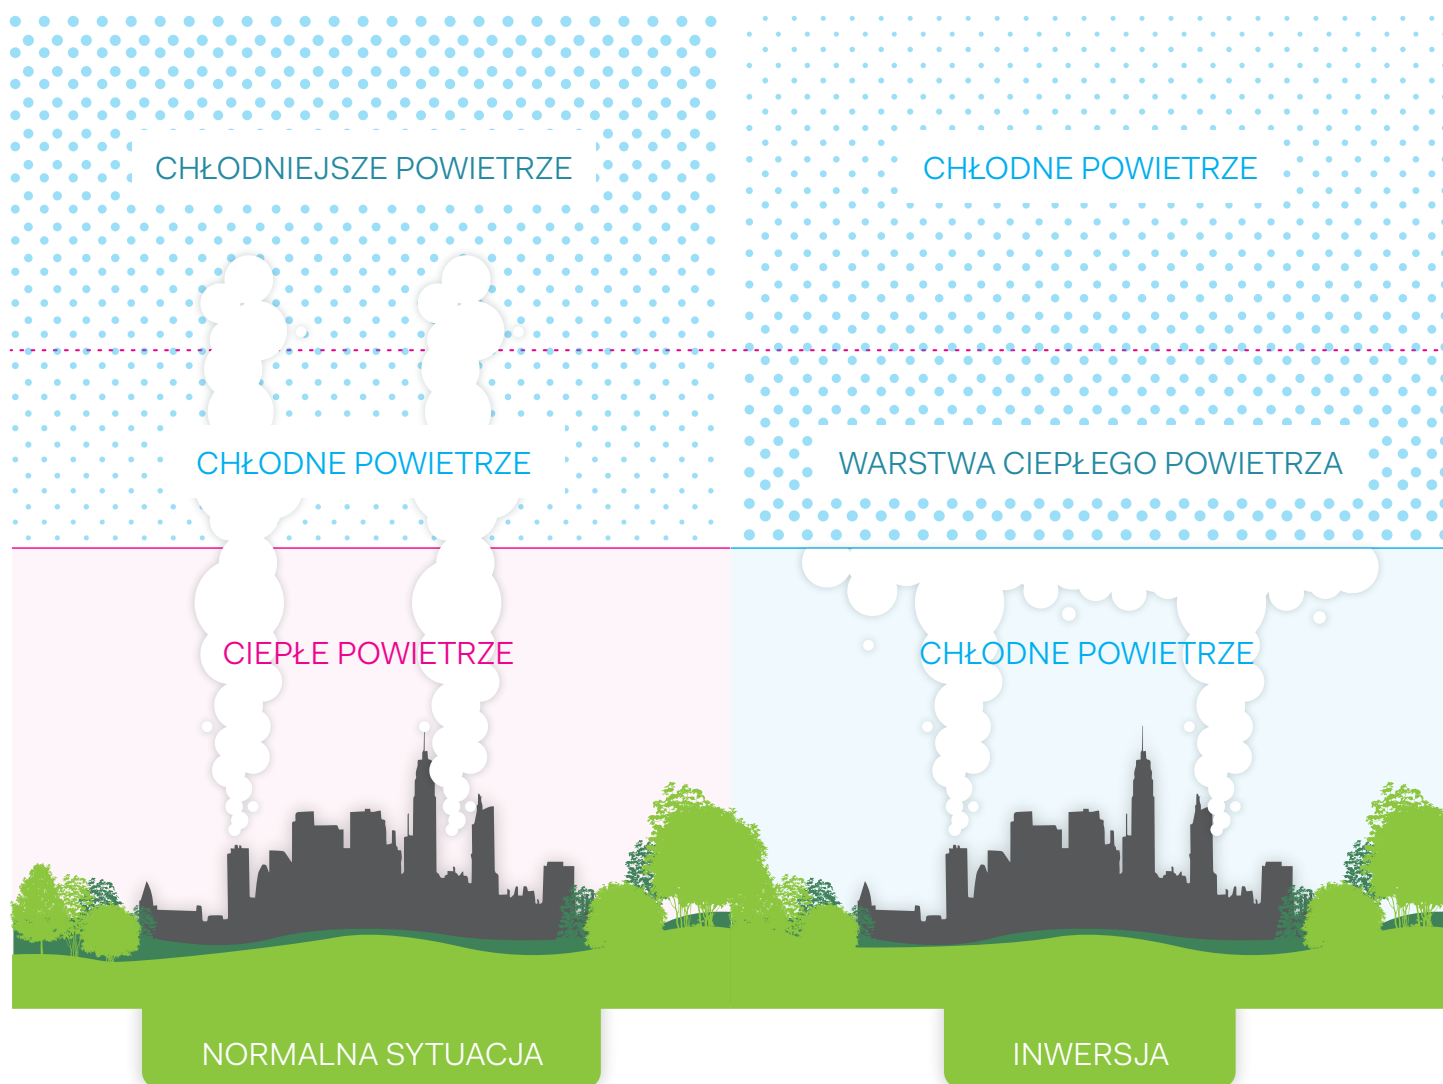 CHŁODNIEJSZE POWIETRZE
CHŁODNE POWIETRZE
CIEPŁE POWIETRZE
NORMALNA SYTUACJA
CHŁODNE POWIETRZE
WARSTWA CIEPŁEGO POWIETRZA
CHŁODNE POWIETRZE
INWERSJA